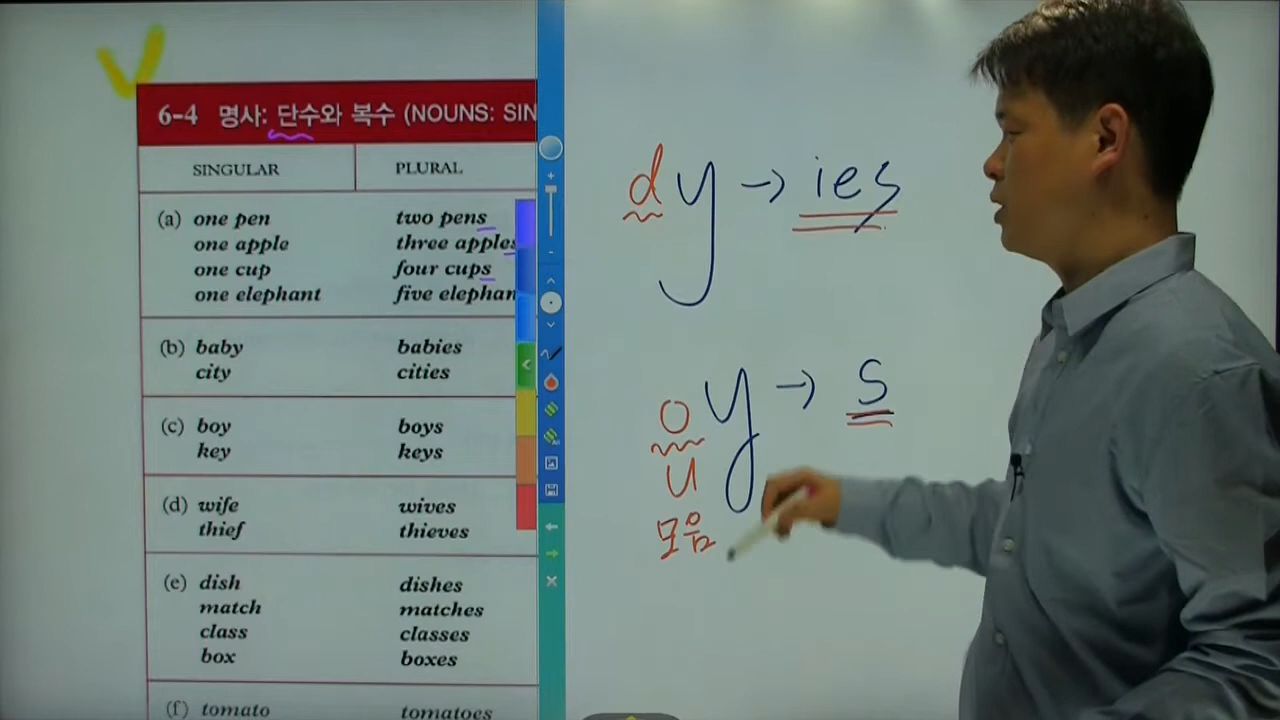 6-4 명사: 단수와 복수 (NOUNS: SIN
SINGULAR PLURAL
(a) one pen two pens
one apple three apples
one cup four cups
one elephant five elephan
(b) baby babies
city cities
(c) boy boys
key keys
(d) wife wives
thief thieves
(e) dish dishes
match matches
class classes
box boxes
(f) tomato tomatoes
dy → ies
oy → s
u
모음